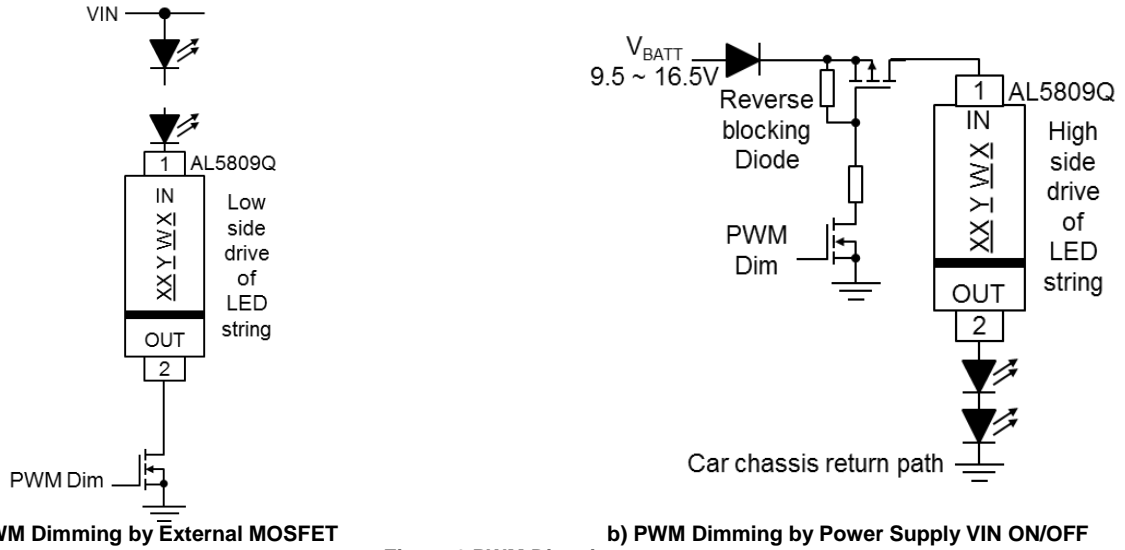 VIN
1
AL5809Q
IN
XX Y W X
OUT
2
Low
side
drive
of
LED
string
PWM Dim
WM Dimming by External MOSFET
VBATT
9.5 ~ 16.5V
Reverse
blocking
Diode
PWM
Dim
1
AL5809Q
IN
XX Y W X
OUT
2
High
side
drive
of
LED
string
Car chassis return path
b) PWM Dimming by Power Supply VIN ON/OFF